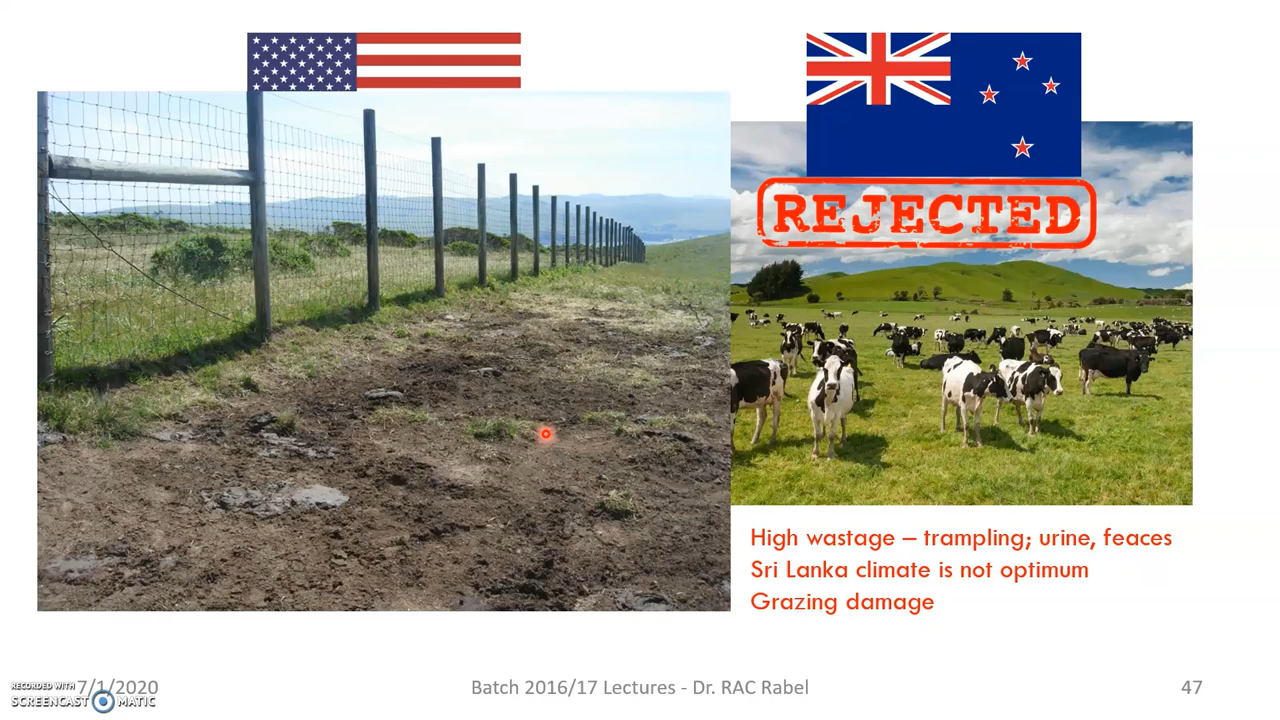 REJECTED
High wastage – trampling; urine, feaces
Sri Lanka climate is not optimum
Grazing damage
RECORDED WITH
SCREENCAST MATIC
7/1/2020
Batch 2016/17 Lectures - Dr. RAC Rabel
47